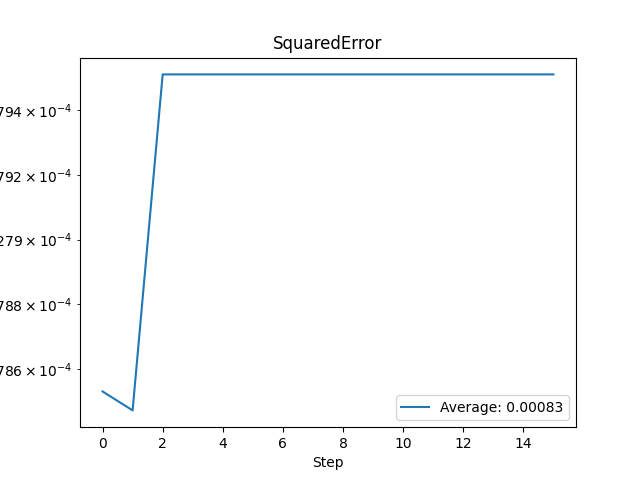 SquaredError
794 × 10⁻⁴
792 × 10⁻⁴
279 × 10⁻⁴
788 × 10⁻⁴
786 × 10⁻⁴
Average: 0.00083
0 2 4 6 8 10 12 14
Step